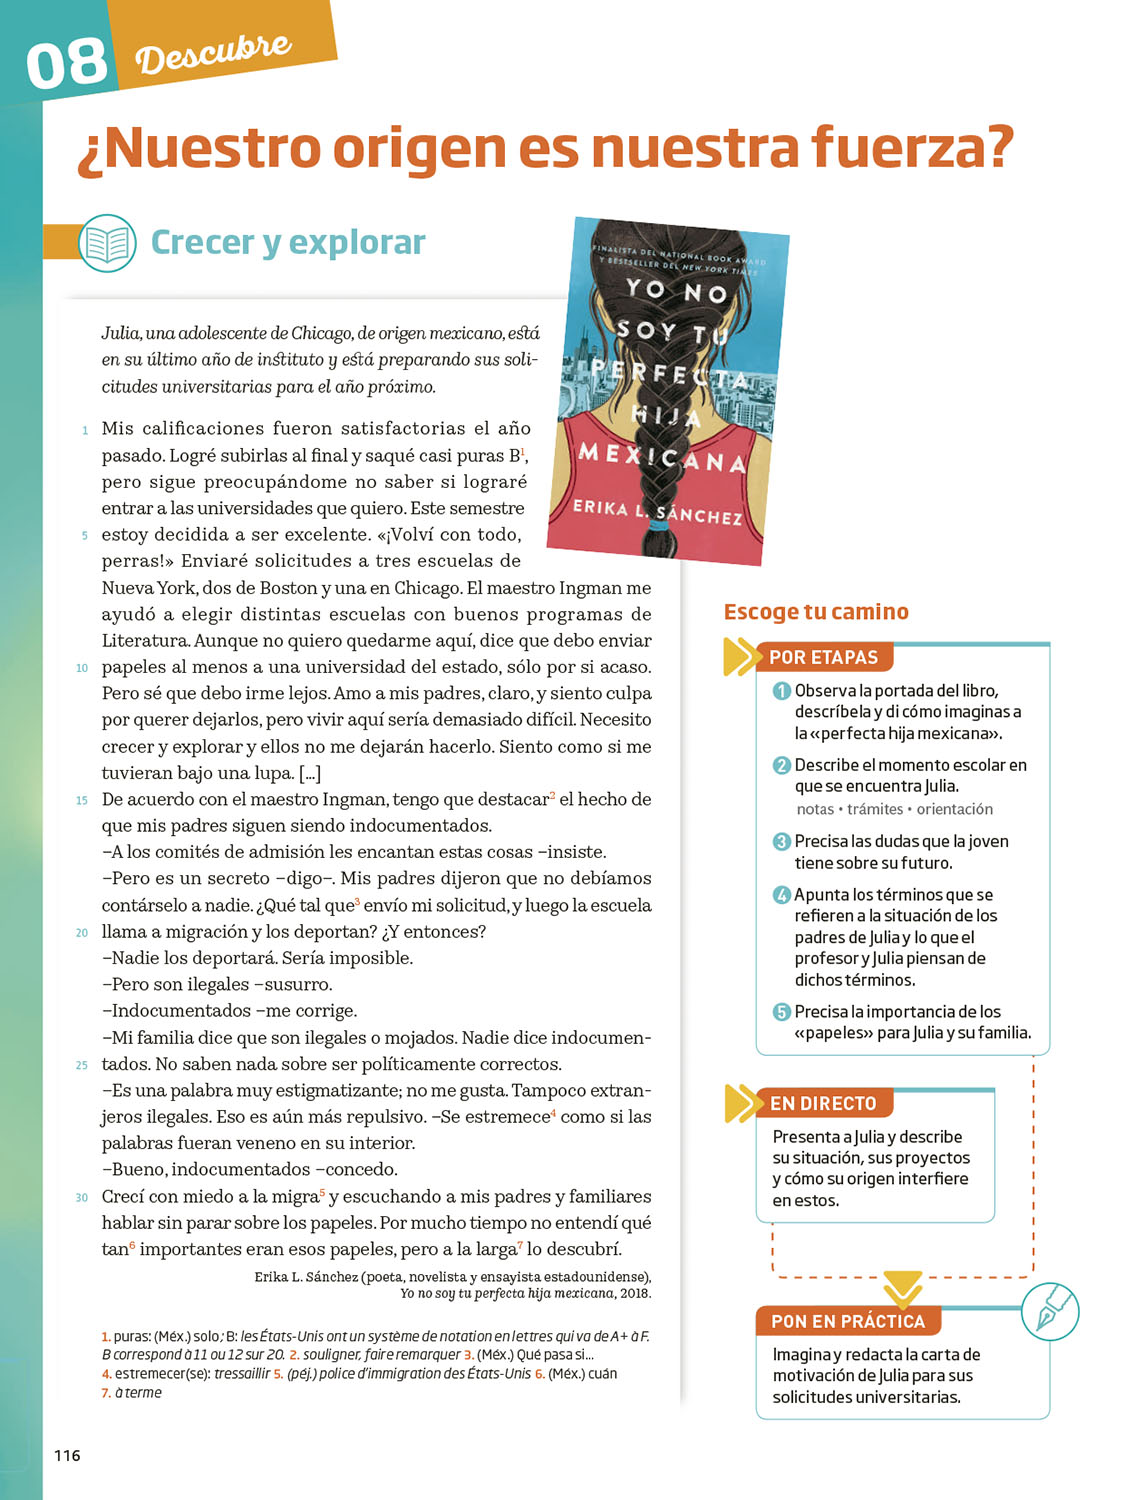 08 Descubre
¿Nuestro origen es nuestra fuerza?
Crecer y explorar
FINALISTA DEL NATIONAL BOOK AWARD
Y BESTSELLER DEL NEW YORK TIMES
YO NO
SOY TU
PERFECTA
HIJA
MEXICANA
ERIKA L. SÁNCHEZ
Julia, una adolescente de Chicago, de origen mexicano, está
en su último año de instituto y está preparando sus soli-
citudes universitarias para el año próximo.
1 Mis calificaciones fueron satisfactorias el año
pasado. Logré subirlas al final y saqué casi puras B1,
pero sigue preocupándome no saber si lograré
entrar a las universidades que quiero. Este semestre
5 estoy decidida a ser excelente. «¡Volví con todo,
perras!» Enviaré solicitudes a tres escuelas de
Nueva York, dos de Boston y una en Chicago. El maestro Ingman me
ayudó a elegir distintas escuelas con buenos programas de
Literatura. Aunque no quiero quedarme aquí, dice que debo enviar
10 papeles al menos a una universidad del estado, sólo por si acaso.
Pero sé que debo irme lejos. Amo a mis padres, claro, y siento culpa
por querer dejarlos, pero vivir aquí sería demasiado difícil. Necesito
crecer y explorar y ellos no me dejarán hacerlo. Siento como si me
tuvieran bajo una lupa. [...]
15 De acuerdo con el maestro Ingman, tengo que destacar2 el hecho de
que mis padres siguen siendo indocumentados.
–A los comités de admisión les encantan estas cosas –insiste.
–Pero es un secreto –digo–. Mis padres dijeron que no debíamos
contárselo a nadie. ¿Qué tal que3 envío mi solicitud, y luego la escuela
20 llama a migración y los deportan? ¿Y entonces?
–Nadie los deportará. Sería imposible.
–Pero son ilegales –susurro.
–Indocumentados –me corrige.
–Mi familia dice que son ilegales o mojados. Nadie dice indocumen-
25 tados. No saben nada sobre ser políticamente correctos.
–Es una palabra muy estigmatizante; no me gusta. Tampoco extran-
jeros ilegales. Eso es aún más repulsivo. –Se estremece4 como si las
palabras fueran veneno en su interior.
–Bueno, indocumentados –concedo.
30 Crecí con miedo a la migra5 y escuchando a mis padres y familiares
hablar sin parar sobre los papeles. Por mucho tiempo no entendí qué
tan6 importantes eran esos papeles, pero a la larga7 lo descubrí.
Erika L. Sánchez (poeta, novelista y ensayista estadounidense),
Yo no soy tu perfecta hija mexicana, 2018.
1. puras: (Méx.) solo; B: les États-Unis ont un système de notation en lettres qui va de A+ à F.
B correspond à 11 ou 12 sur 20. 2. souligner, faire remarquer 3. (Méx.) Qué pasa si...
4. estremecer(se): tressaillir 5. (péj.) police d'immigration des États-Unis 6. (Méx.) cuán
7. à terme
Escoge tu camino
POR ETAPAS
1 Observa la portada del libro,
descríbela y di cómo imaginas a
la «perfecta hija mexicana».
2 Describe el momento escolar en
que se encuentra Julia.
notas • trámites • orientación
3 Precisa las dudas que la joven
tiene sobre su futuro.
4 Apunta los términos que se
refieren a la situación de los
padres de Julia y lo que el
profesor y Julia piensan de
dichos términos.
5 Precisa la importancia de los
«papeles» para Julia y su familia.
EN DIRECTO
Presenta a Julia y describe
su situación, sus proyectos
y cómo su origen interfiere
en estos.
PON EN PRÁCTICA
Imagina y redacta la carta de
motivación de Julia para sus
solicitudes universitarias.
116